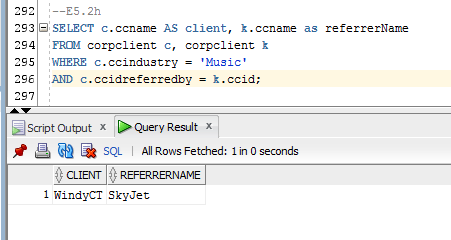 292 --E5.2h
293 SELECT c.ccname AS client, k.ccname as referrerName
294 FROM corpclient c, corpclient k
295 WHERE c.ccindustry = 'Music'
296 AND c.ccidreferredby = k.ccid;
297
Script Output x Query Result x
SQL | All Rows Fetched: 1 in 0 seconds
CLIENT REFERRERNAME
1 WindyCT SkyJet